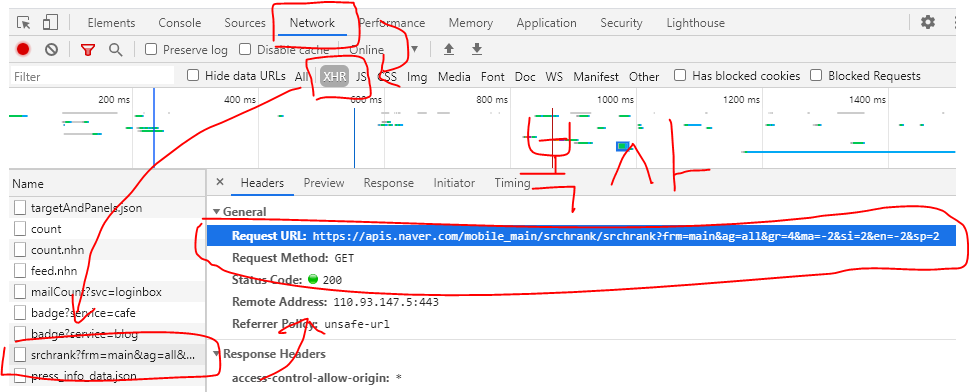 Elements Console Sources Network Performance Memory Application Security Lighthouse
Preserve log Disable cache Online
Filter Hide data URLs All XHR JS CSS Img Media Font Doc WS Manifest Other Has blocked cookies Blocked Requests
200 ms 400 ms 600 ms 800 ms 1000 ms 1200 ms 1400 ms
복사
Name
targetAndPanels.json
count
count.nhn
feed.nhn
mailCount?svc=loginbox
badge?service=cafe
badge?service=blog
srchrank?frm=main&ag=all&...
press_info_data.json
× Headers Preview Response Initiator Timing
General
Request URL: https://apis.naver.com/mobile_main/srchrank/srchrank?frm=main&ag=all&gr=4&ma=-2&si=2&en=-2&sp=2
Request Method: GET
Status Code: 200
Remote Address: 110.93.147.5:443
Referrer Policy: unsafe-url
Response Headers
access-control-allow-origin: *